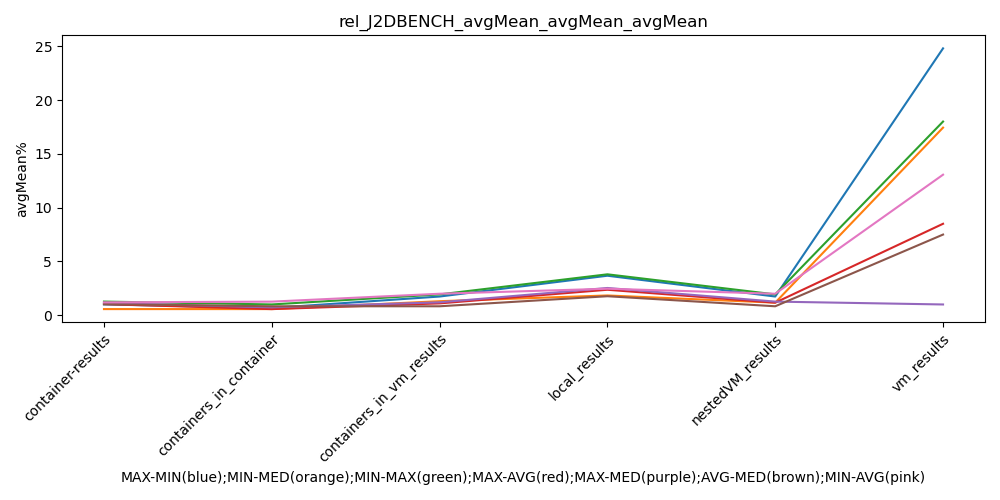 rel_J2DBENCH_avgMean_avgMean_avgMean
25
20
15
10
5
0
avgMean%
container-results
containers_in_container
containers_in_vm_results
local_results
nestedVM_results
vm_results
MAX-MIN(blue);MIN-MED(orange);MIN-MAX(green);MAX-AVG(red);MAX-MED(purple);AVG-MED(brown);MIN-AVG(pink)